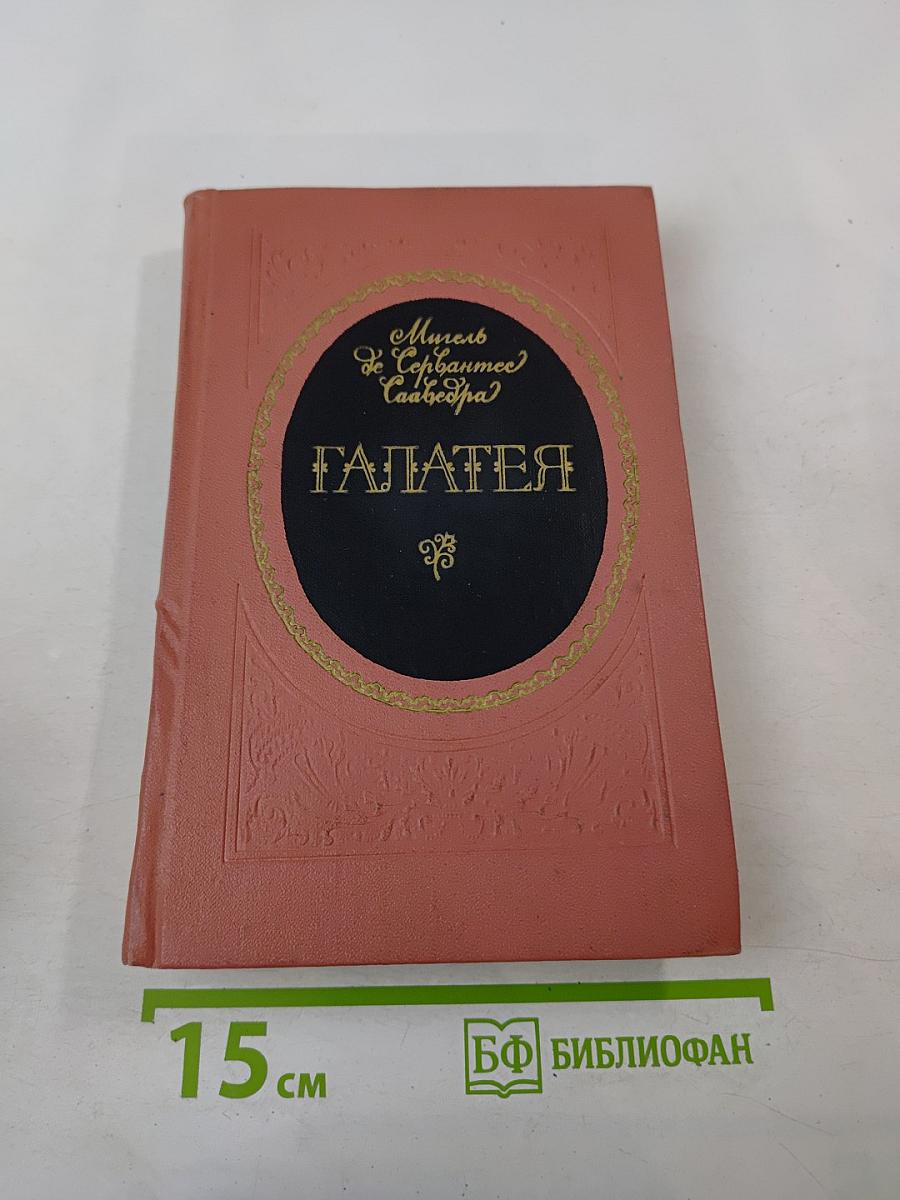 Мигель
де Сервантес
Сааведра
ГАЛАТЕЯ
15 см
БФ БИБЛИОФАН